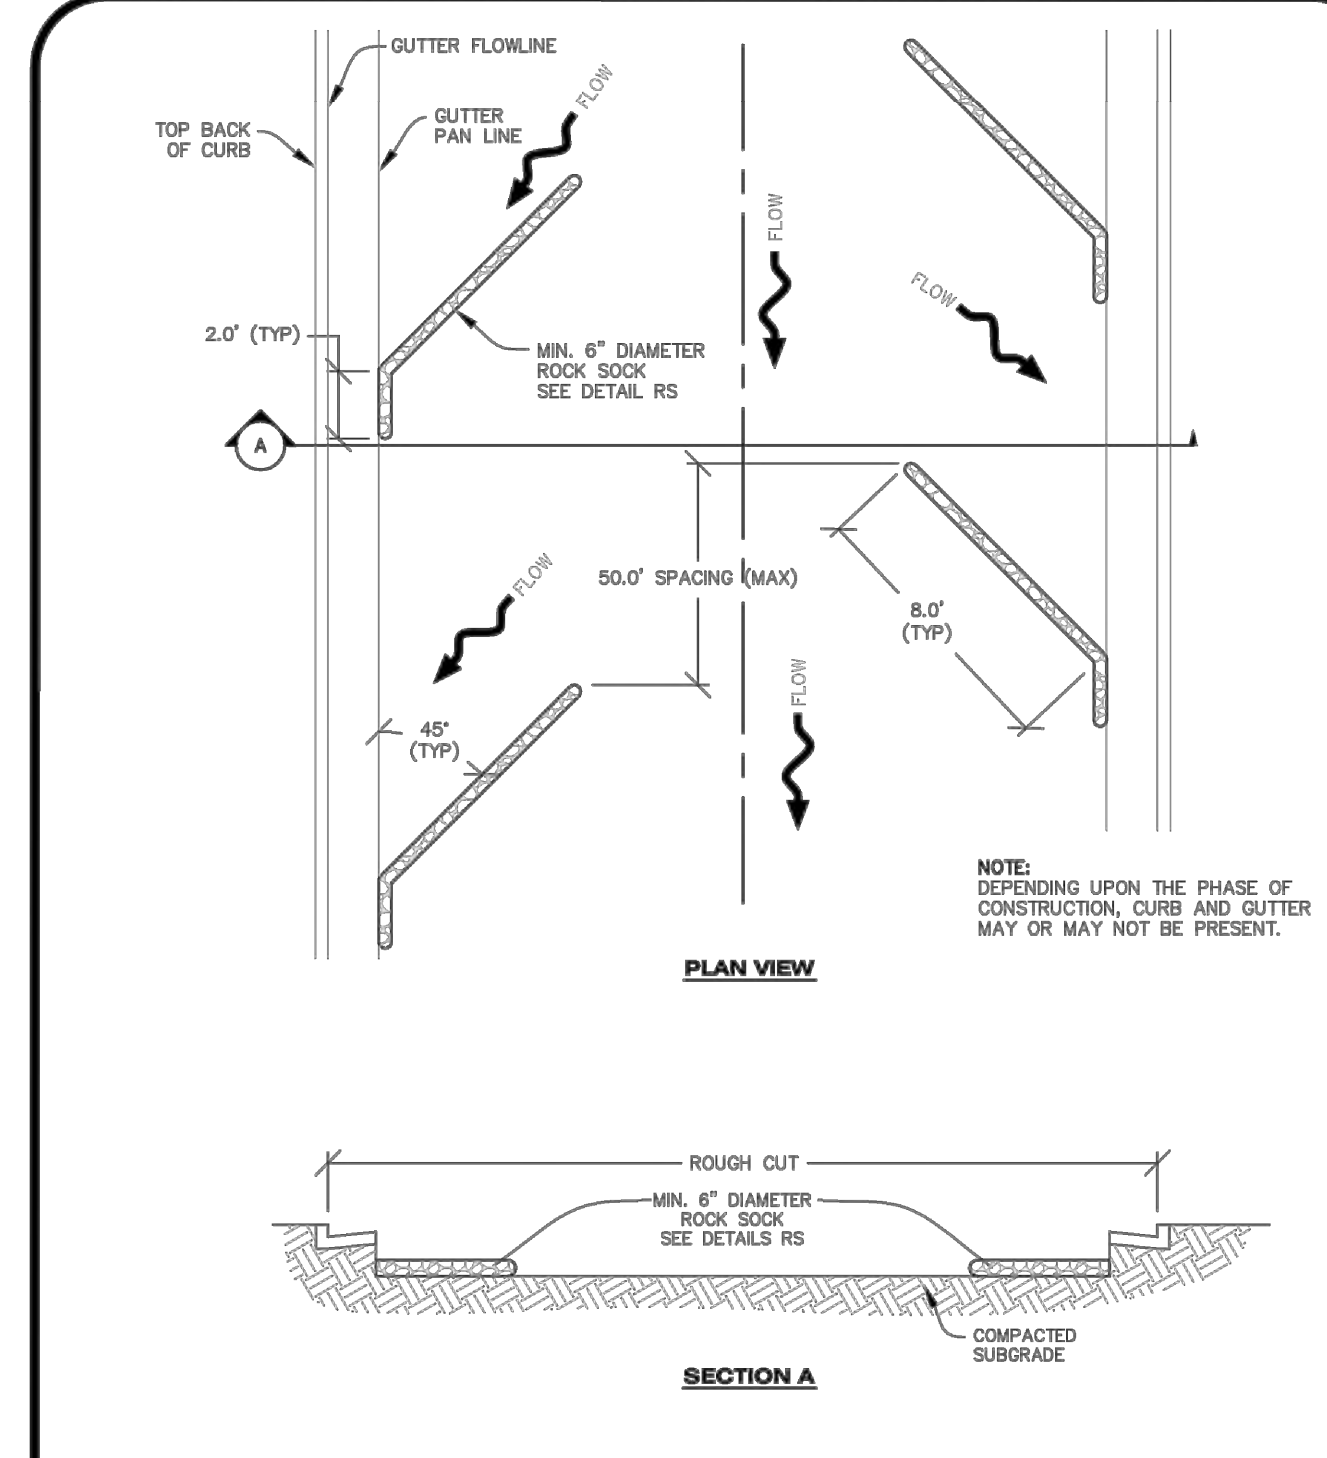 GUTTER FLOWLINE
FLOW
GUTTER
PAN LINE
TOP BACK
OF CURB
FLOW
FLOW
2.0' (TYP)
MIN. 6" DIAMETER
ROCK SOCK
SEE DETAIL RS
A
50.0' SPACING (MAX)
FLOW
8.0'
(TYP)
FLOW
45°
(TYP)
NOTE:
DEPENDING UPON THE PHASE OF
CONSTRUCTION, CURB AND GUTTER
MAY OR MAY NOT BE PRESENT.
PLAN VIEW
ROUGH CUT
MIN. 6" DIAMETER
ROCK SOCK
SEE DETAILS RS
COMPACTED
SUBGRADE
SECTION A